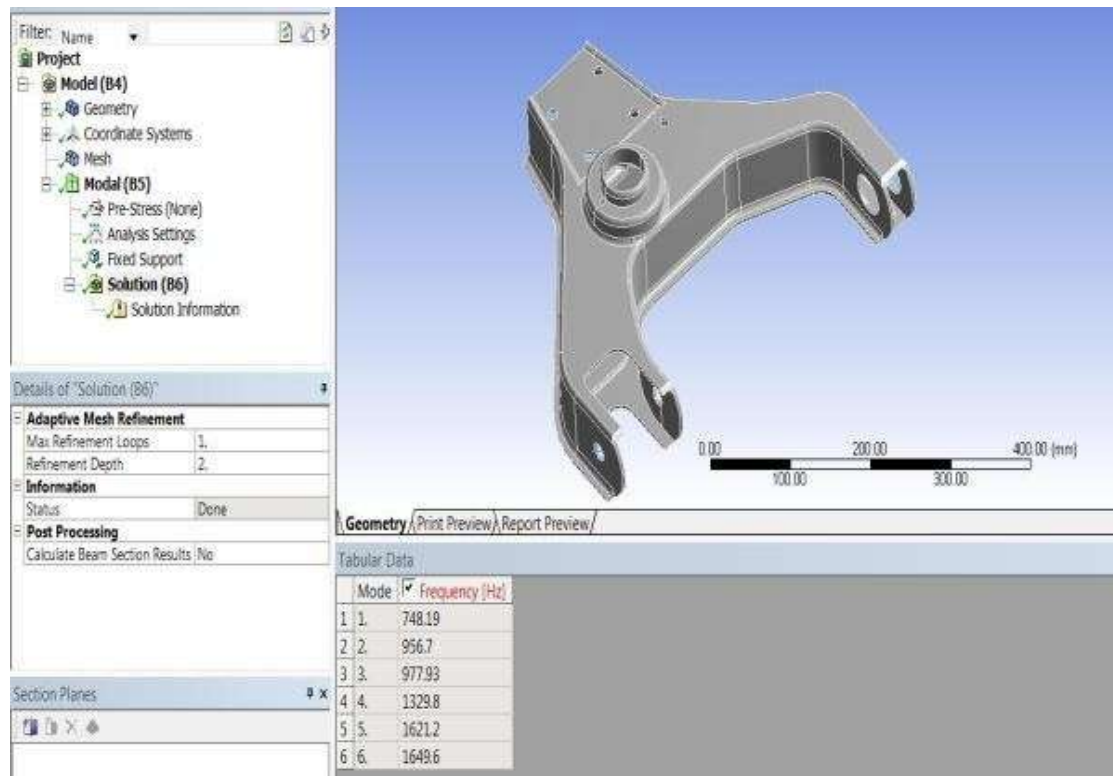 Filter: Name
Project
Model (B4)
Geometry
Coordinate Systems
Mesh
Modal (B5)
Pre-Stress (None)
Analysis Settings
Fixed Support
Solution (B6)
Solution Information
Details of "Solution (B6)"
Adaptive Mesh Refinement
Max Refinement Loops 1.
Refinement Depth 2.
Information
Status Done
Post Processing
Calculate Beam Section Results No
Section Planes
0.00 200.00 400.00 (mm)
100.00 300.00
Geometry Print Preview Report Preview
Tabular Data
Mode Frequency [Hz]
1 1. 748.19
2 2. 956.7
3 3. 977.93
4 4. 1329.8
5 5. 1621.2
6 6. 1649.6